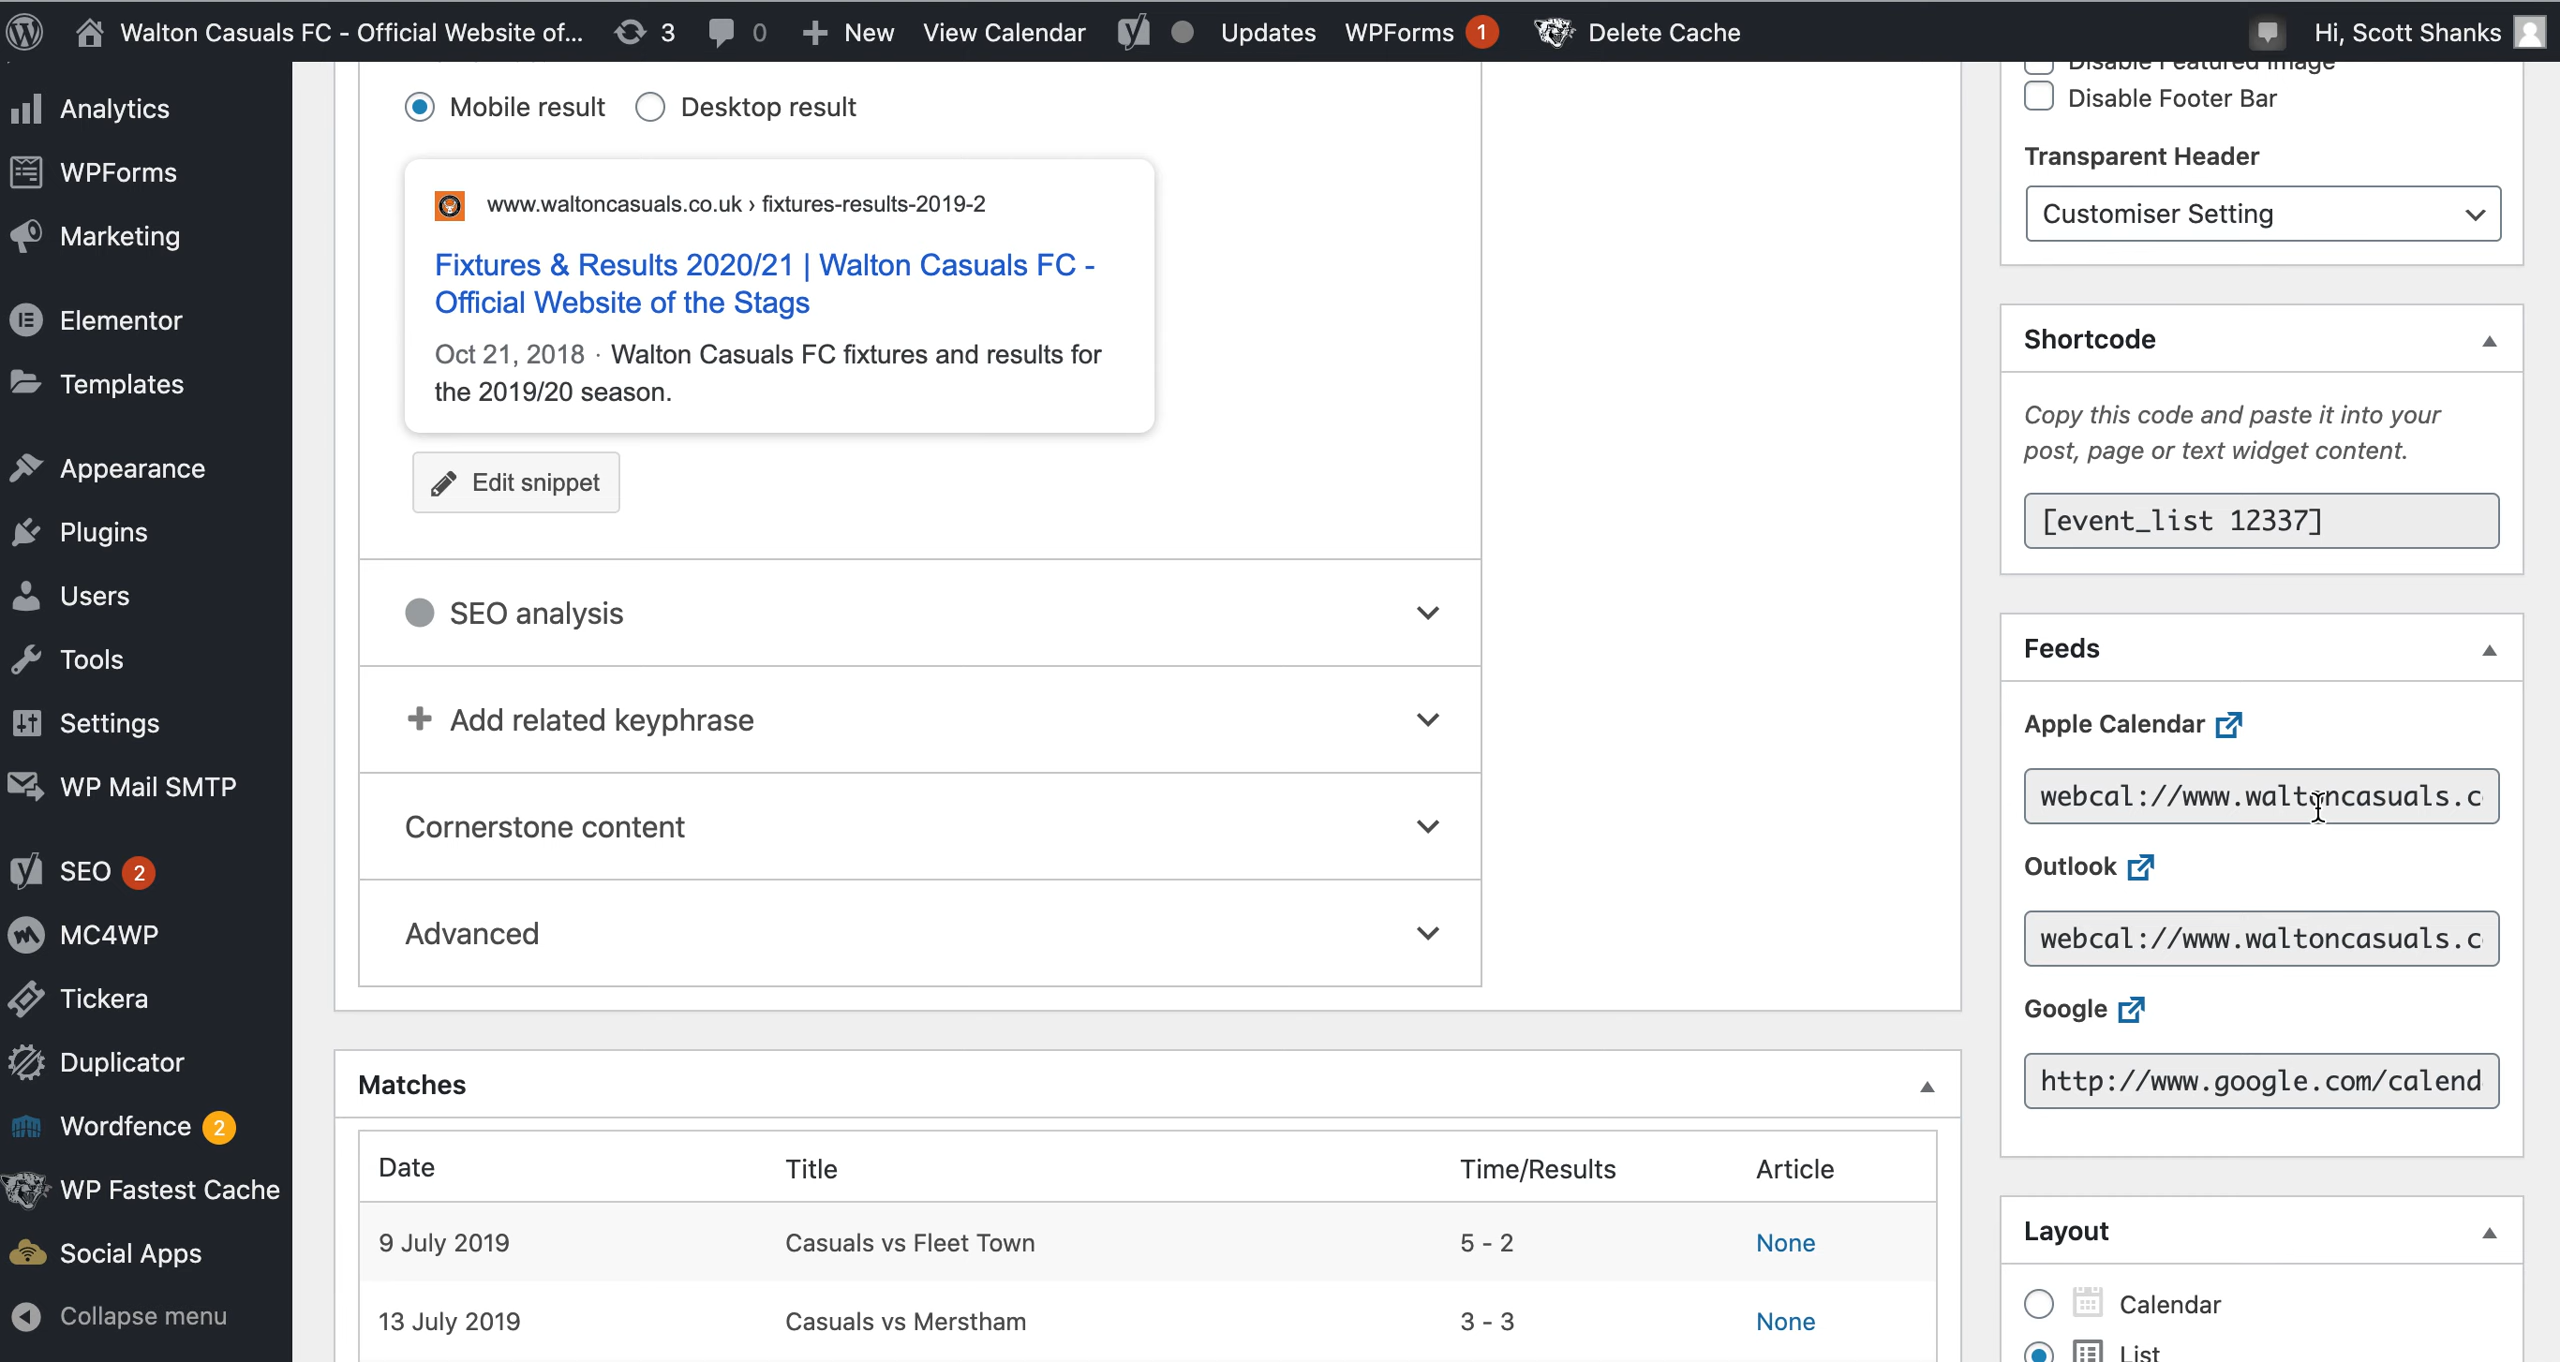 Walton Casuals FC - Official Website of... 3 0 New View Calendar Updates WPForms 1 Delete Cache Hi, Scott Shanks
Analytics
WPForms
Marketing
Elementor
Templates
Appearance
Plugins
Users
Tools
Settings
WP Mail SMTP
SEO 2
MC4WP
Tickera
Duplicator
Wordfence 2
WP Fastest Cache
Social Apps
Collapse menu
Mobile result Desktop result
www.waltoncasuals.co.uk › fixtures-results-2019-2
Fixtures & Results 2020/21 | Walton Casuals FC -
Official Website of the Stags
Oct 21, 2018 · Walton Casuals FC fixtures and results for
the 2019/20 season.
Edit snippet
SEO analysis
Add related keyphrase
Cornerstone content
Advanced
Matches
Date Title Time/Results Article
9 July 2019 Casuals vs Fleet Town 5 - 2 None
13 July 2019 Casuals vs Merstham 3 - 3 None
Disable Featured Image
Disable Footer Bar
Transparent Header
Customiser Setting
Shortcode
Copy this code and paste it into your
post, page or text widget content.
[event_list 12337]
Feeds
Apple Calendar
webcal://www.waltoncasuals.c
Outlook
webcal://www.waltoncasuals.c
Google
http://www.google.com/calend
Layout
Calendar
List